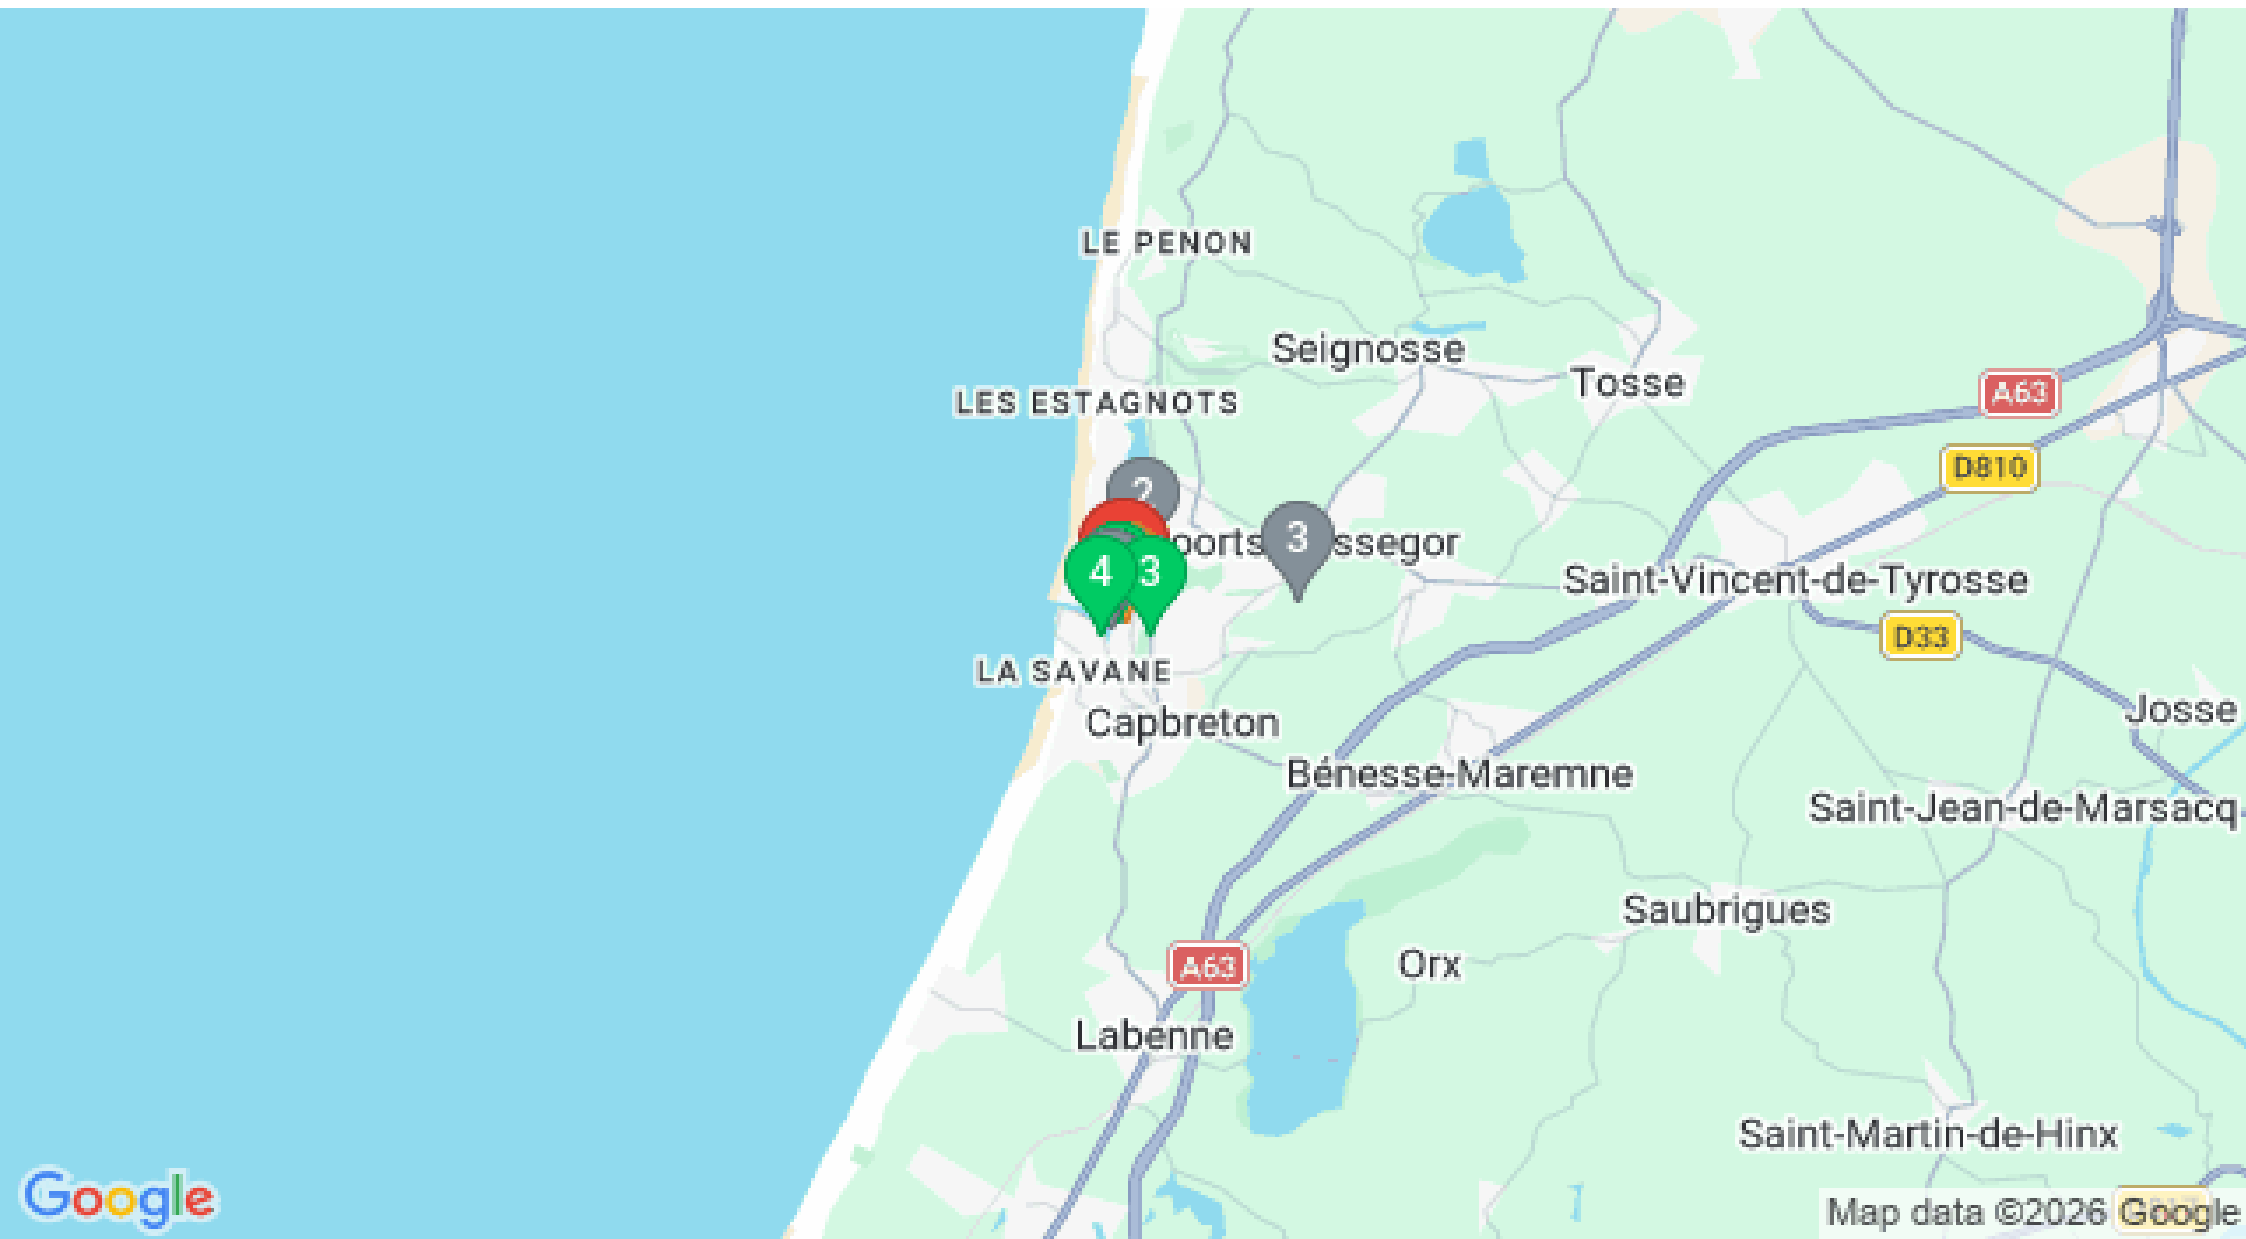 LE PENON
Seignosse
Tosse
A63
LES ESTAGNOTS
D810
2
3
Saint-Vincent-de-Tyrosse
4
3
D33
LA SAVANE
Capbreton
Josse
Bénesse-Maremne
Saint-Jean-de-Marsacq
Saubrigues
Orx
A63
Labenne
Saint-Martin-de-Hinx
Google
Map data ©2026 Google